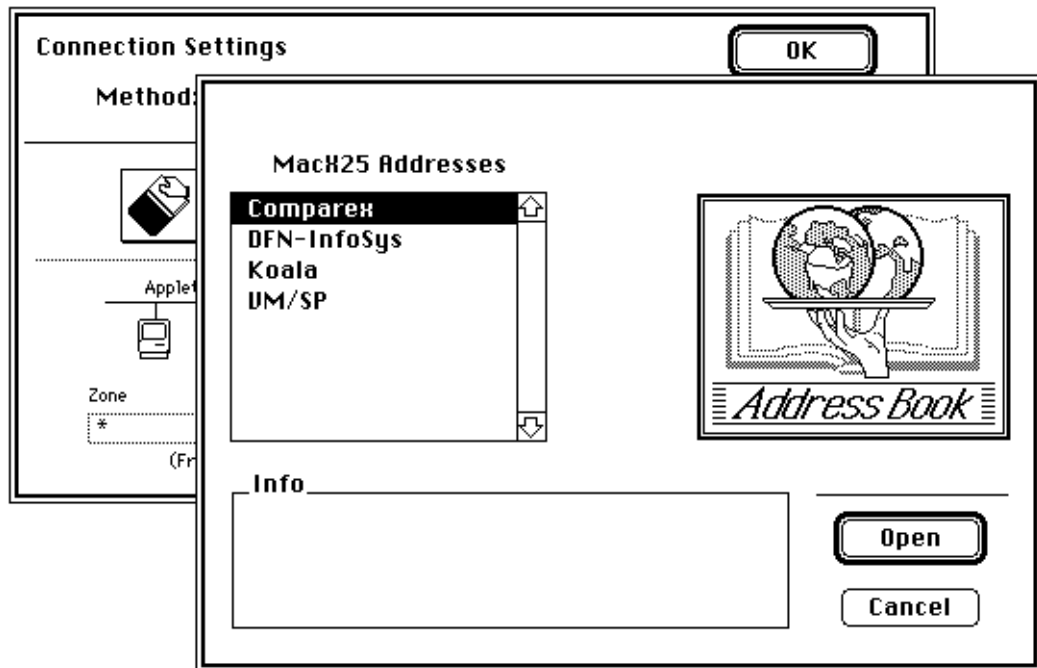 Connection Settings
OK
Method:
MacX25 Addresses
Comparex
DFN-InfoSys
Koala
VM/SP
Address Book
Zone
*
Info
Open
Cancel